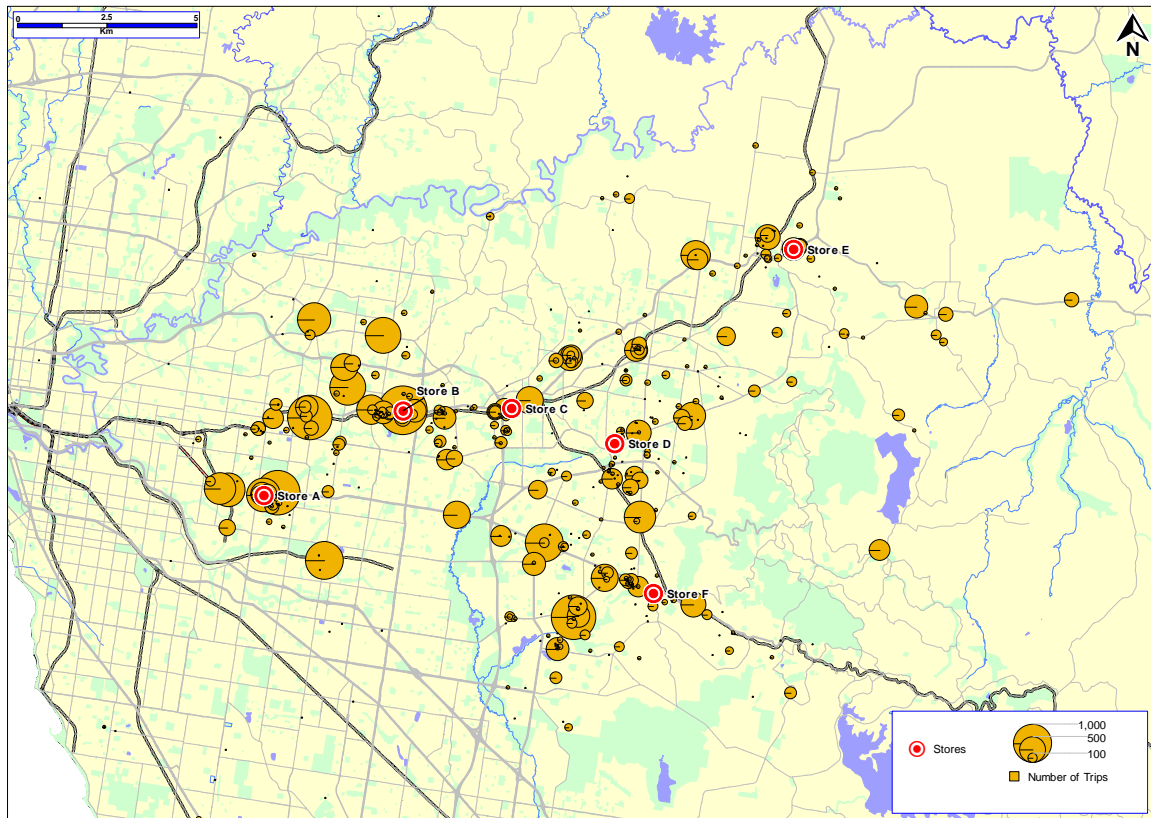 0 2.5 5
Km
N
Store E
Store B
Store C
Store D
Store A
Store F
1,000
500
100
Stores
Number of Trips